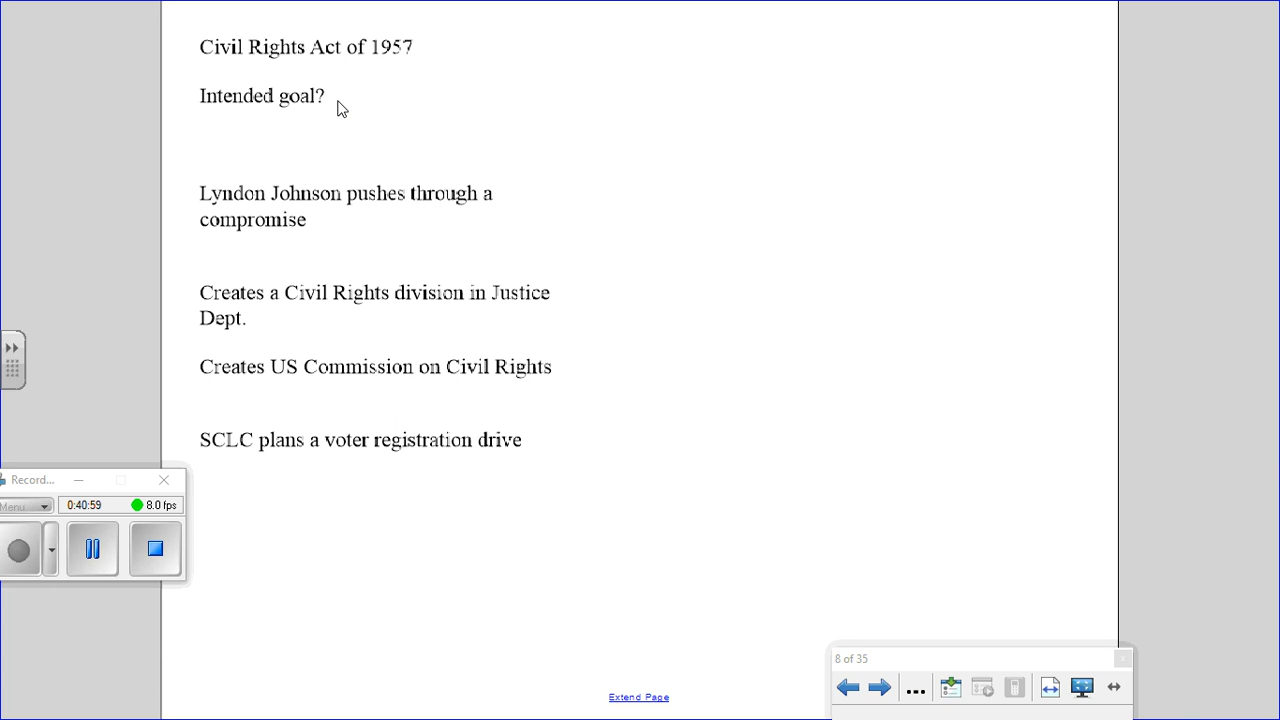 Civil Rights Act of 1957
Intended goal?
Lyndon Johnson pushes through a
compromise
Creates a Civil Rights division in Justice
Dept.
Creates US Commission on Civil Rights
SCLC plans a voter registration drive
Record...
Menu
0:40:59
8.0 fps
8 of 35
Extend Page